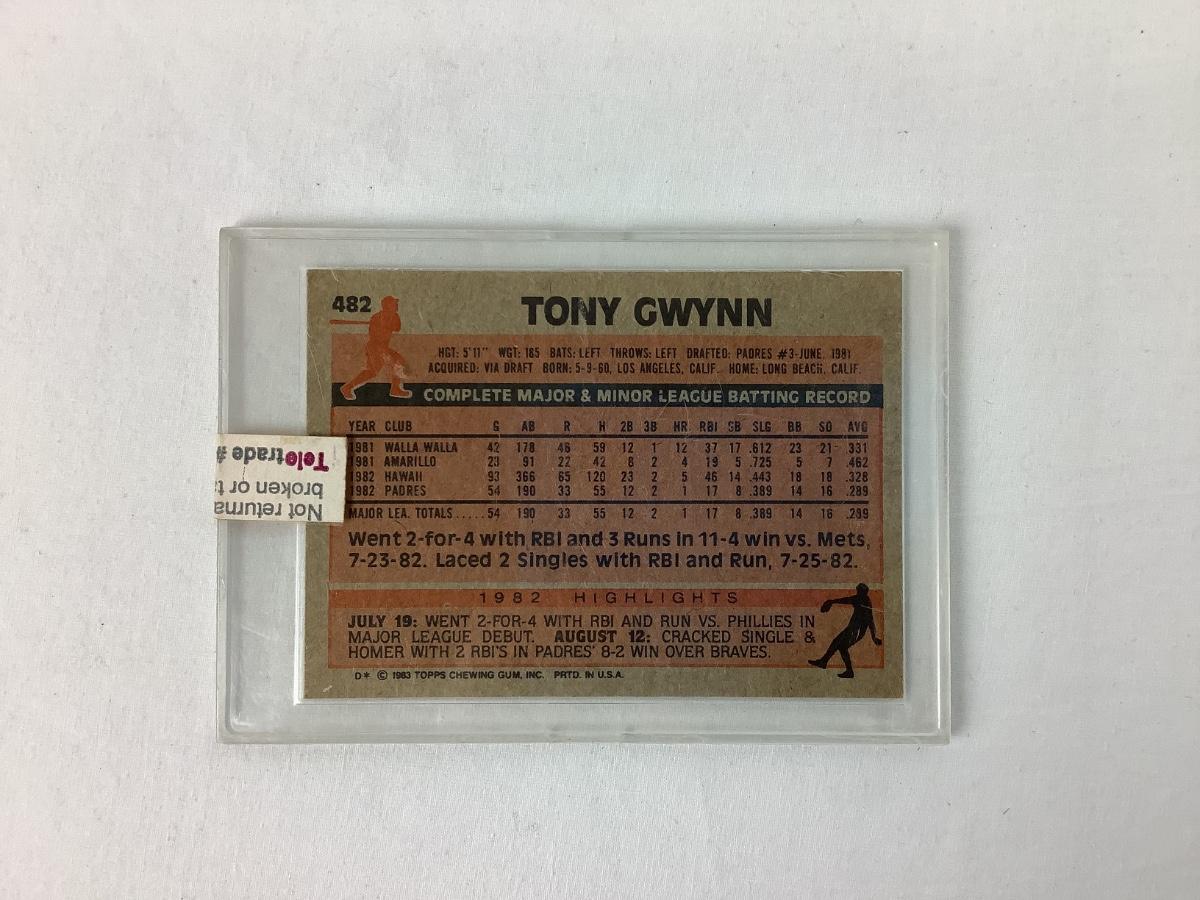 482 TONY GWYNN
HGT: 5'11" WGT: 185 BATS: LEFT THROWS: LEFT DRAFTED: PADRES #3-JUNE, 1981
ACQUIRED: VIA DRAFT BORN: 5-9-60, LOS ANGELES, CALIF. HOME: LONG BEACH, CALIF.
COMPLETE MAJOR & MINOR LEAGUE BATTING RECORD
YEAR CLUB G AB R H 2B 3B HR RBI SB SLG BB SO AVG
1981 WALLA WALLA 42 178 46 59 12 1 12 37 17 .612 23 21 .331
1981 AMARILLO 23 91 22 42 8 2 4 19 5 .725 5 7 .462
1982 HAWAII 93 366 65 120 23 2 5 46 14 .443 18 18 .328
1982 PADRES 54 190 33 55 12 2 1 17 8 .389 14 16 .289
MAJOR LEA. TOTALS.....54 190 33 55 12 2 1 17 8 .389 14 16 .289
Went 2-for-4 with RBI and 3 Runs in 11-4 win vs. Mets,
7-23-82. Laced 2 Singles with RBI and Run, 7-25-82.
1982 HIGHLIGHTS
JULY 19: WENT 2-FOR-4 WITH RBI AND RUN VS. PHILLIES IN
MAJOR LEAGUE DEBUT. AUGUST 12: CRACKED SINGLE &
HOMER WITH 2 RBI'S IN PADRES' 8-2 WIN OVER BRAVES.
D* © 1983 TOPPS CHEWING GUM, INC. PRTD. IN U.S.A.
Not returna
broken or ta
Teletrade #